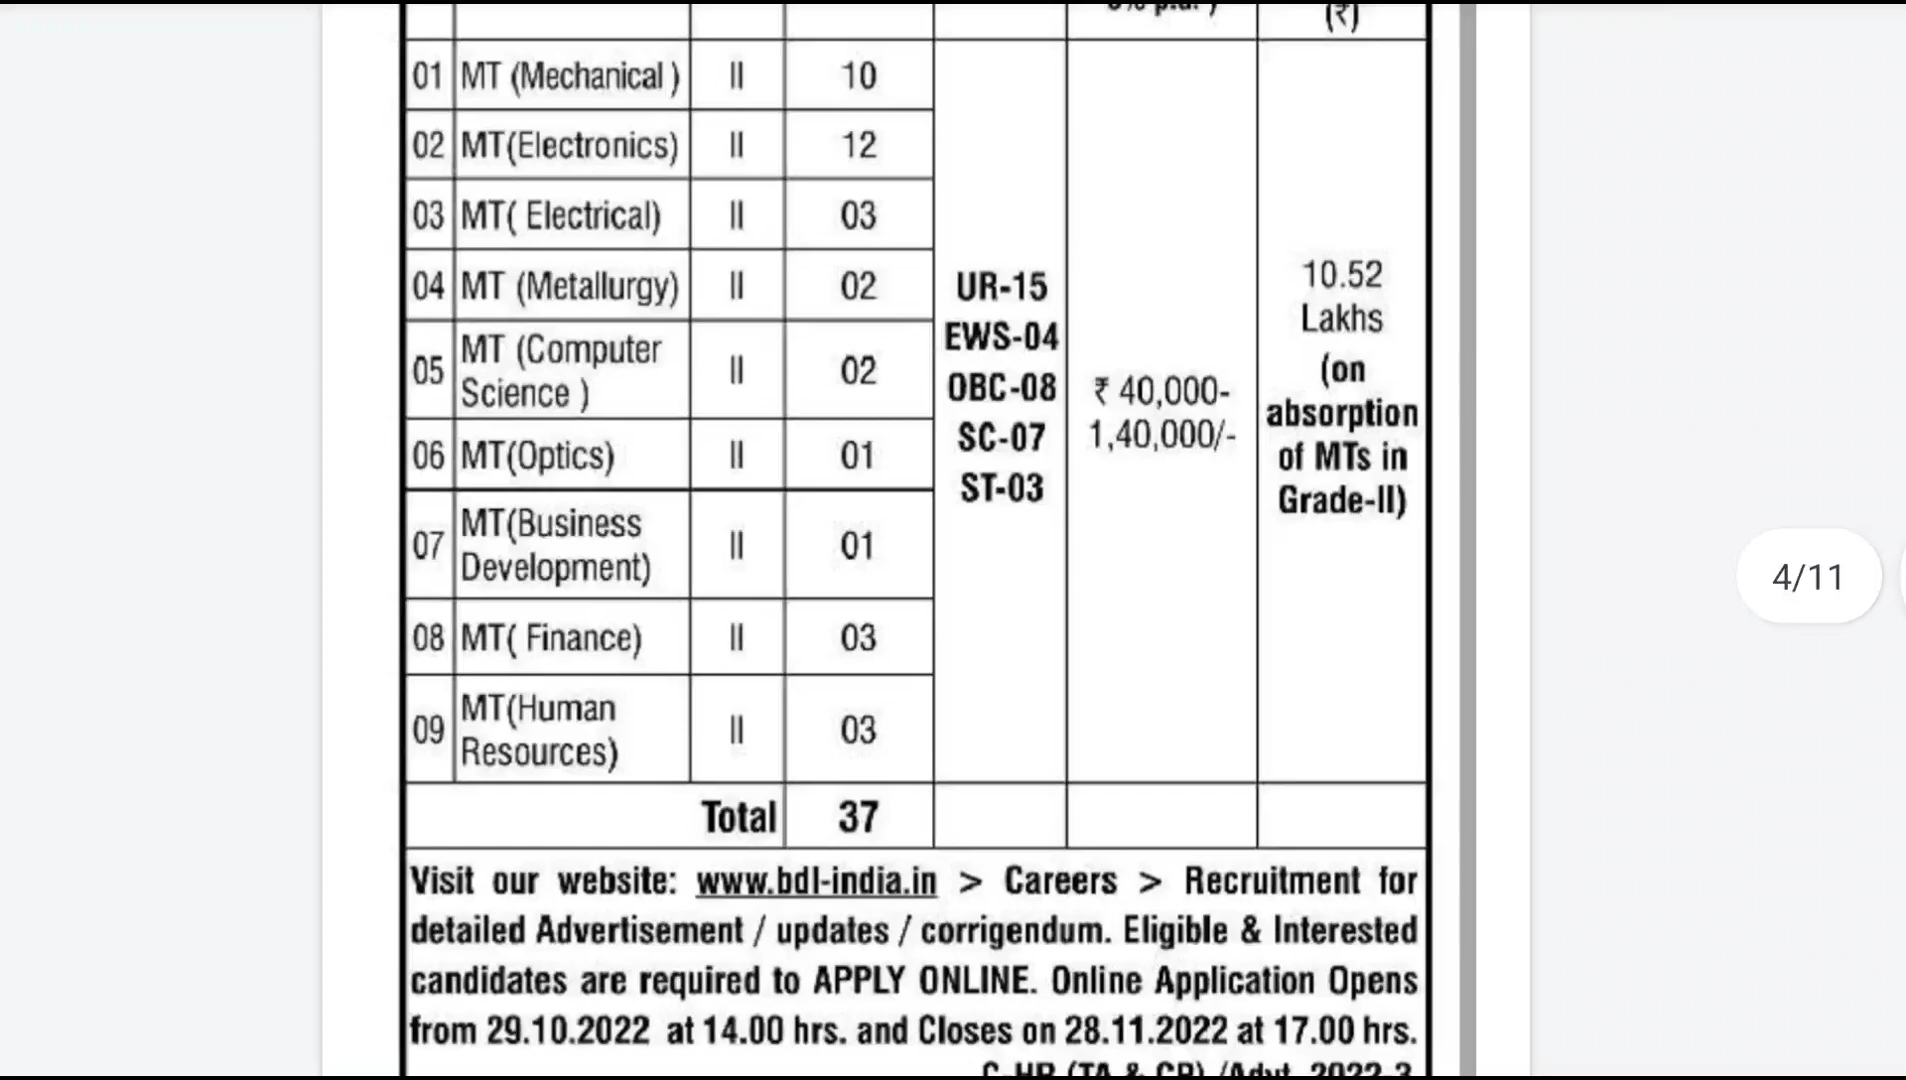 (₹)
01 MT (Mechanical ) II 10
02 MT(Electronics) II 12
03 MT( Electrical) II 03
04 MT (Metallurgy) II 02
05 MT (Computer
Science ) II 02
06 MT(Optics) II 01
07 MT(Business
Development) II 01
08 MT( Finance) II 03
09 MT(Human
Resources) II 03
UR-15
EWS-04
OBC-08
SC-07
ST-03
₹ 40,000-
1,40,000/-
10.52
Lakhs
(on
absorption
of MTs in
Grade-II)
Total 37
Visit our website: www.bdl-india.in > Careers > Recruitment for
detailed Advertisement / updates / corrigendum. Eligible & Interested
candidates are required to APPLY ONLINE. Online Application Opens
from 29.10.2022 at 14.00 hrs. and Closes on 28.11.2022 at 17.00 hrs.
C-HR (TA & CP) /Advt. 2022-3
4/11